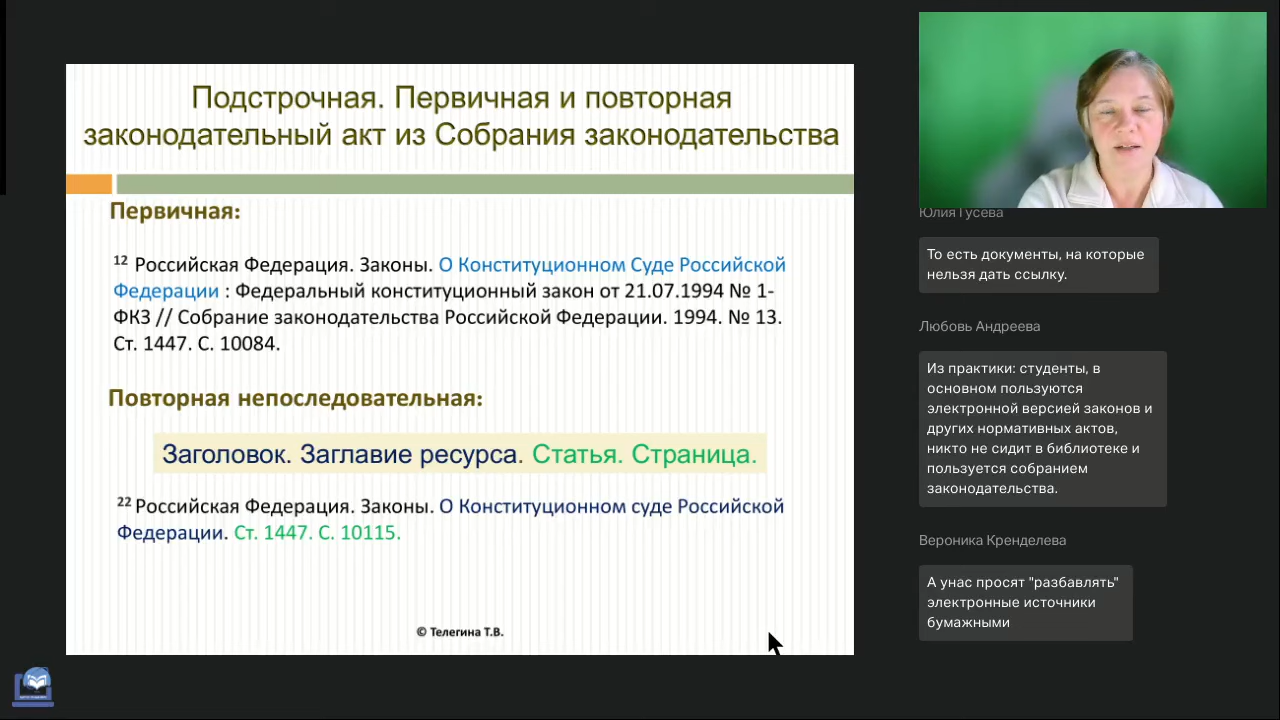 Подстрочная. Первичная и повторная
законодательный акт из Собрания законодательства
Первичная:
12 Российская Федерация. Законы. О Конституционном Суде Российской
Федерации : Федеральный конституционный закон от 21.07.1994 № 1-
ФКЗ // Собрание законодательства Российской Федерации. 1994. № 13.
Ст. 1447. С. 10084.
Повторная непоследовательная:
Заголовок. Заглавие ресурса. Статья. Страница.
22 Российская Федерация. Законы. О Конституционном суде Российской
Федерации. Ст. 1447. С. 10115.
© Телегина Т.В.
Юлия Гусева
То есть документы, на которые
нельзя дать ссылку.
Любовь Андреева
Из практики: студенты, в
основном пользуются
электронной версией законов и
других нормативных актов,
никто не сидит в библиотеке и
пользуется собранием
законодательства.
Вероника Кренделева
А унас просят "разбавлять"
электронные источники
бумажными